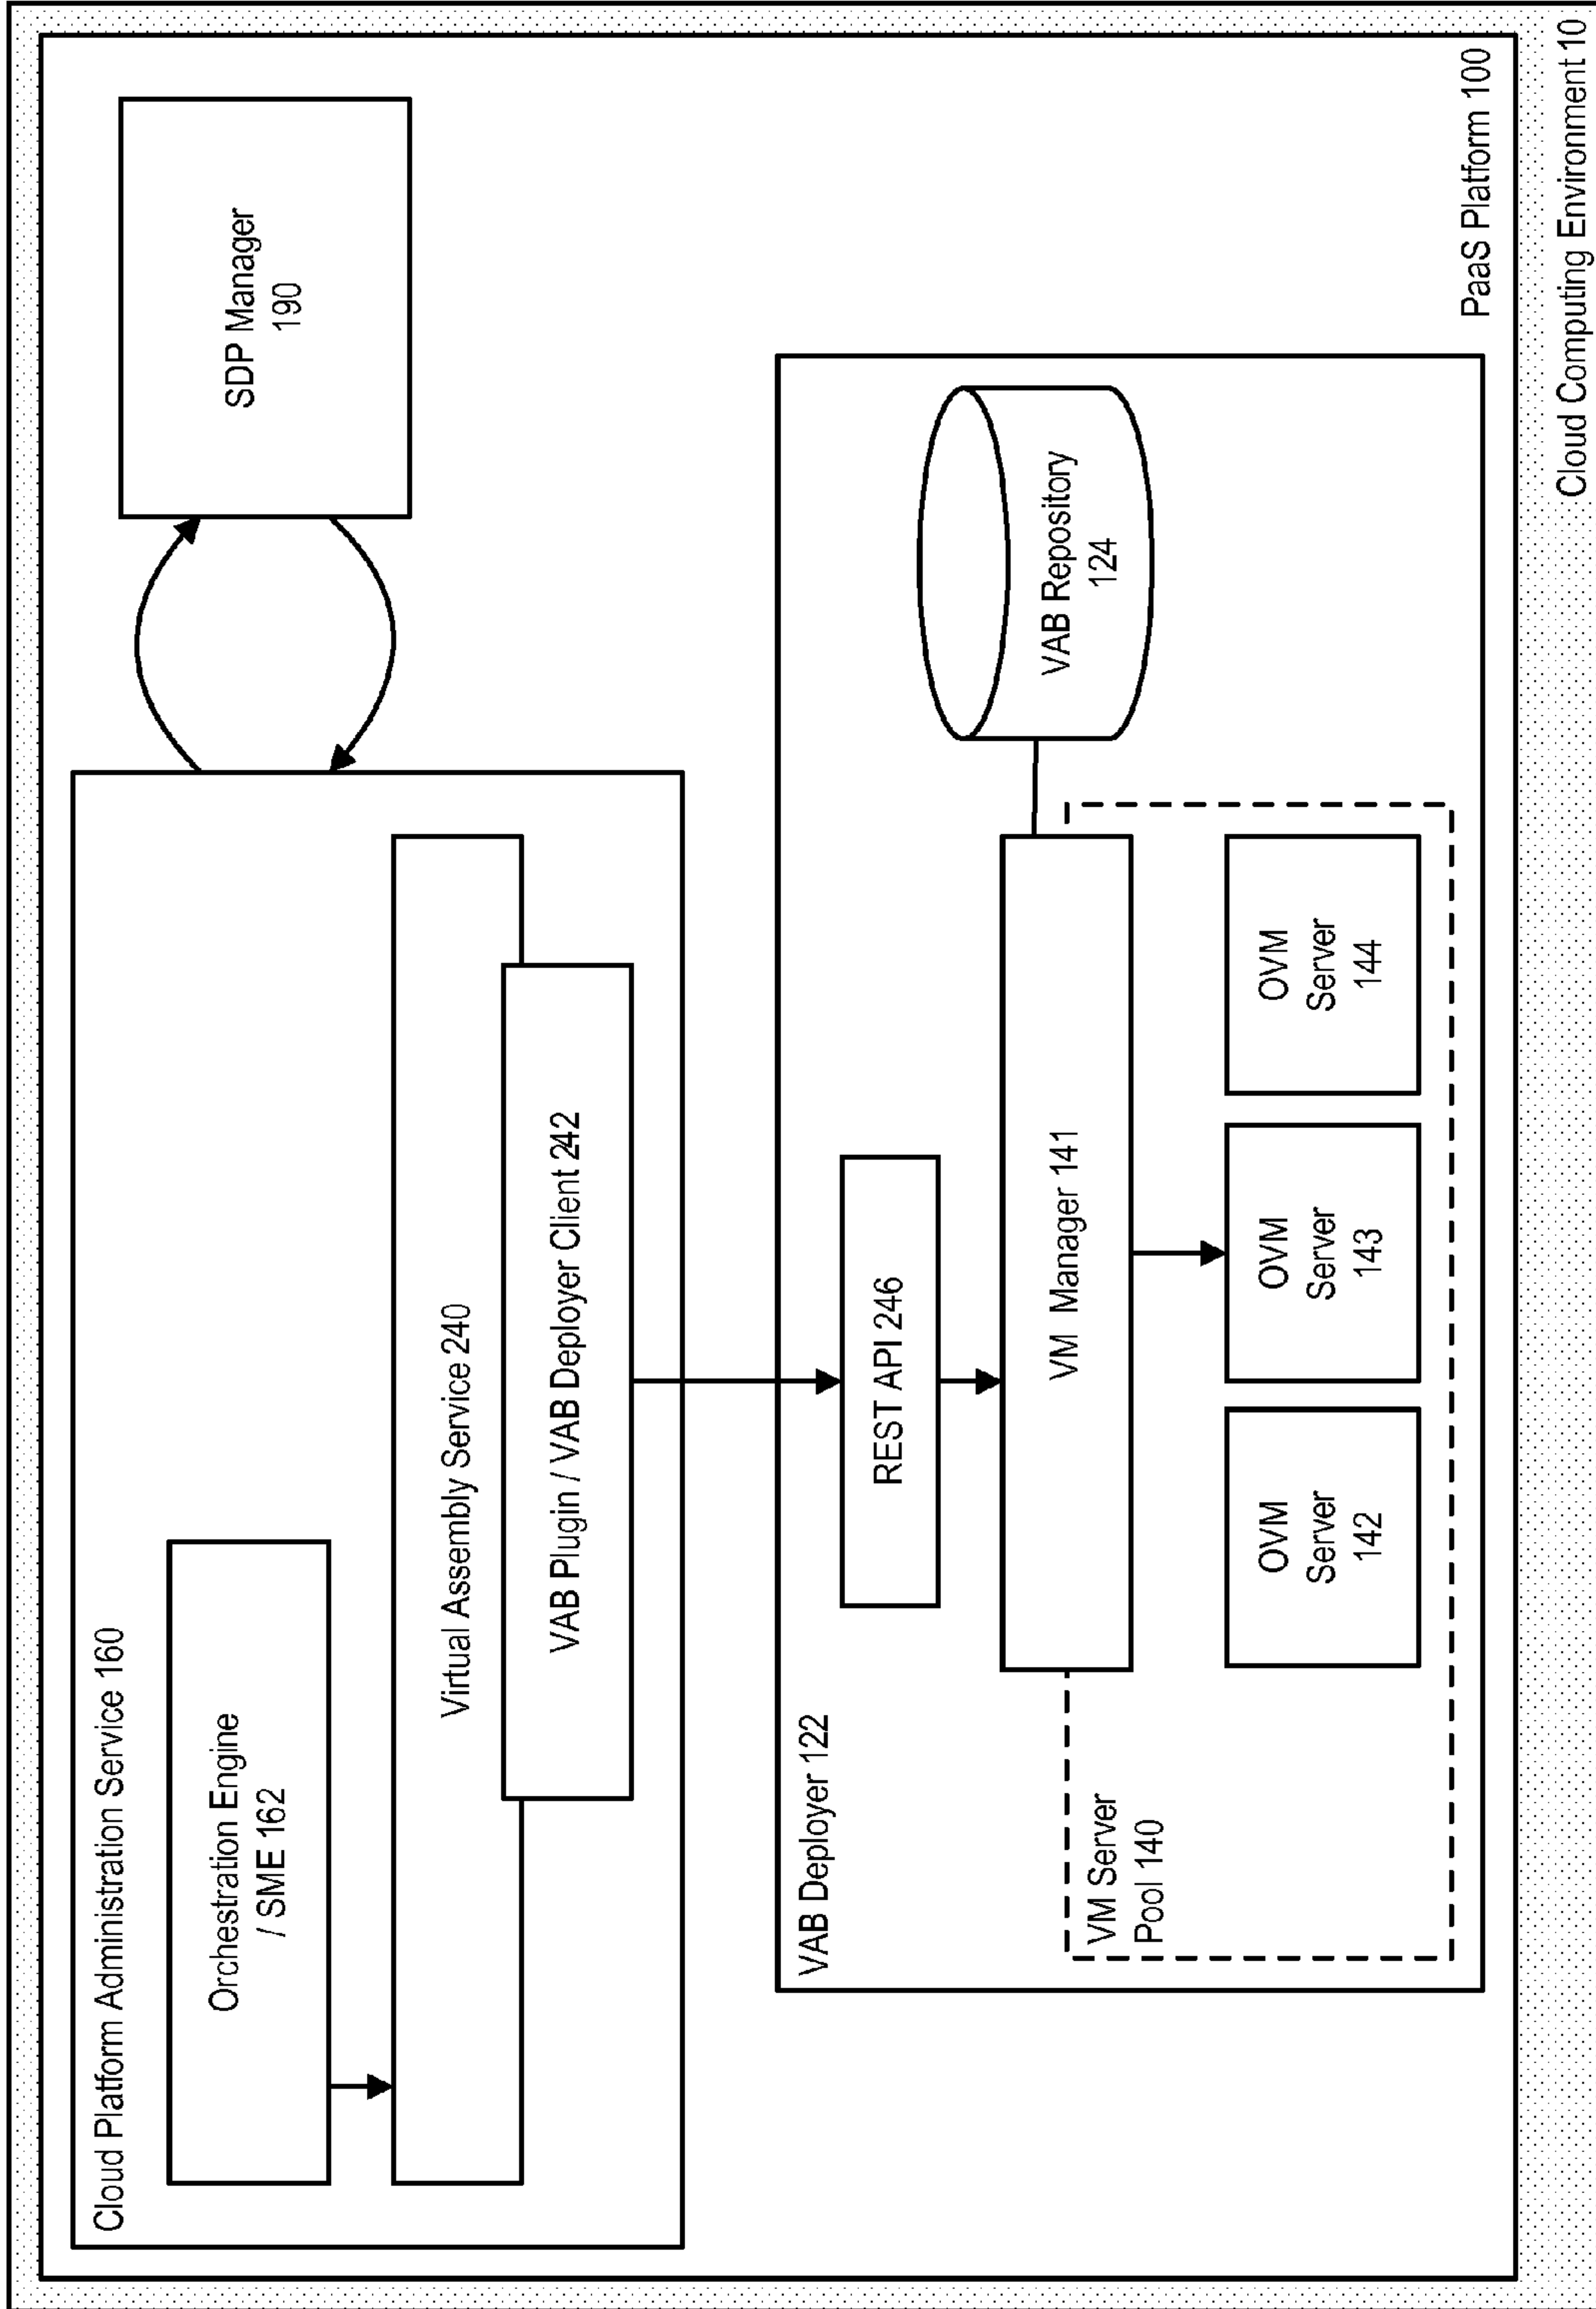 Cloud Platform Administration Service 160
Orchestration Engine
/ SME 162
Virtual Assembly Service 240
VAB Plugin / VAB Deployer Client 242
SDP Manager
190
VAB Deployer 122
REST API 246
VM Manager 141
VAB Repository
124
VM Server
Pool 140
OVM
Server
142
OVM
Server
143
OVM
Server
144
PaaS Platform 100
Cloud Computing Environment 10